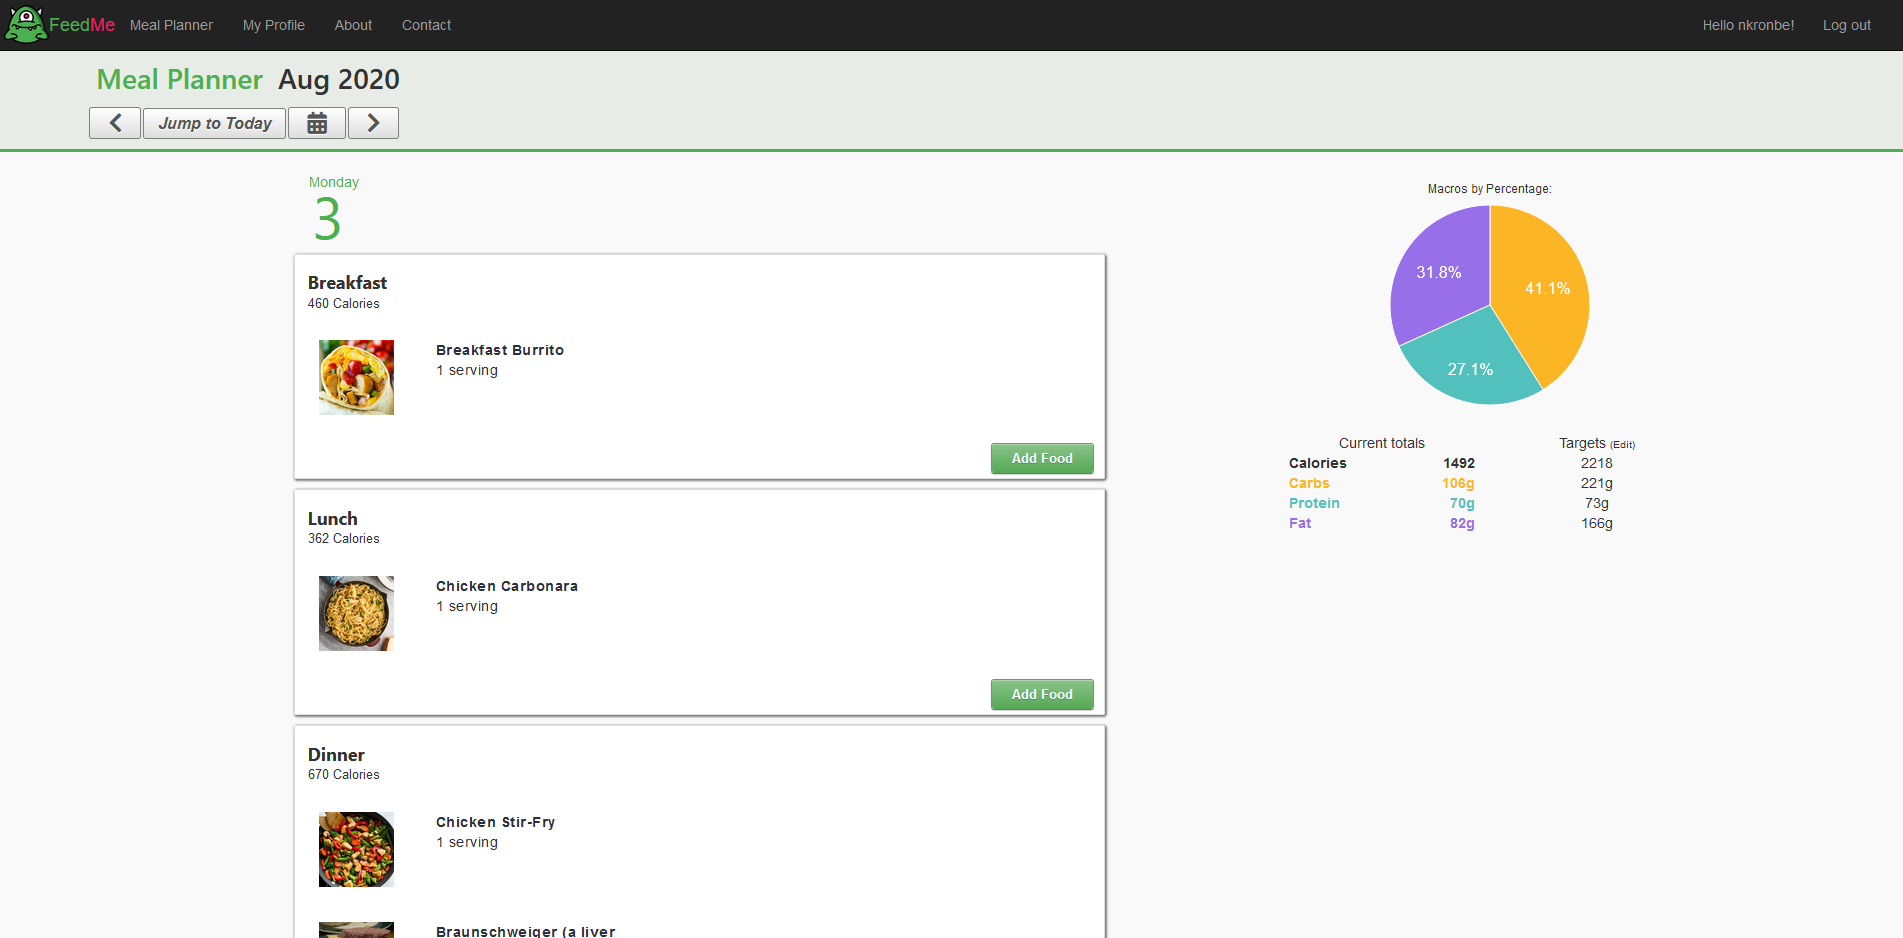 FeedMe Meal Planner My Profile About Contact Hello nkronbe! Log out
Meal Planner Aug 2020
Jump to Today
Monday
3
Breakfast
460 Calories
Breakfast Burrito
1 serving
Add Food
Lunch
362 Calories
Chicken Carbonara
1 serving
Add Food
Dinner
670 Calories
Chicken Stir-Fry
1 serving
Braunschweiger (a liver
Macros by Percentage:
31.8%
41.1%
27.1%
Current totals Targets (Edit)
Calories 1492 2218
Carbs 106g 221g
Protein 70g 73g
Fat 82g 166g